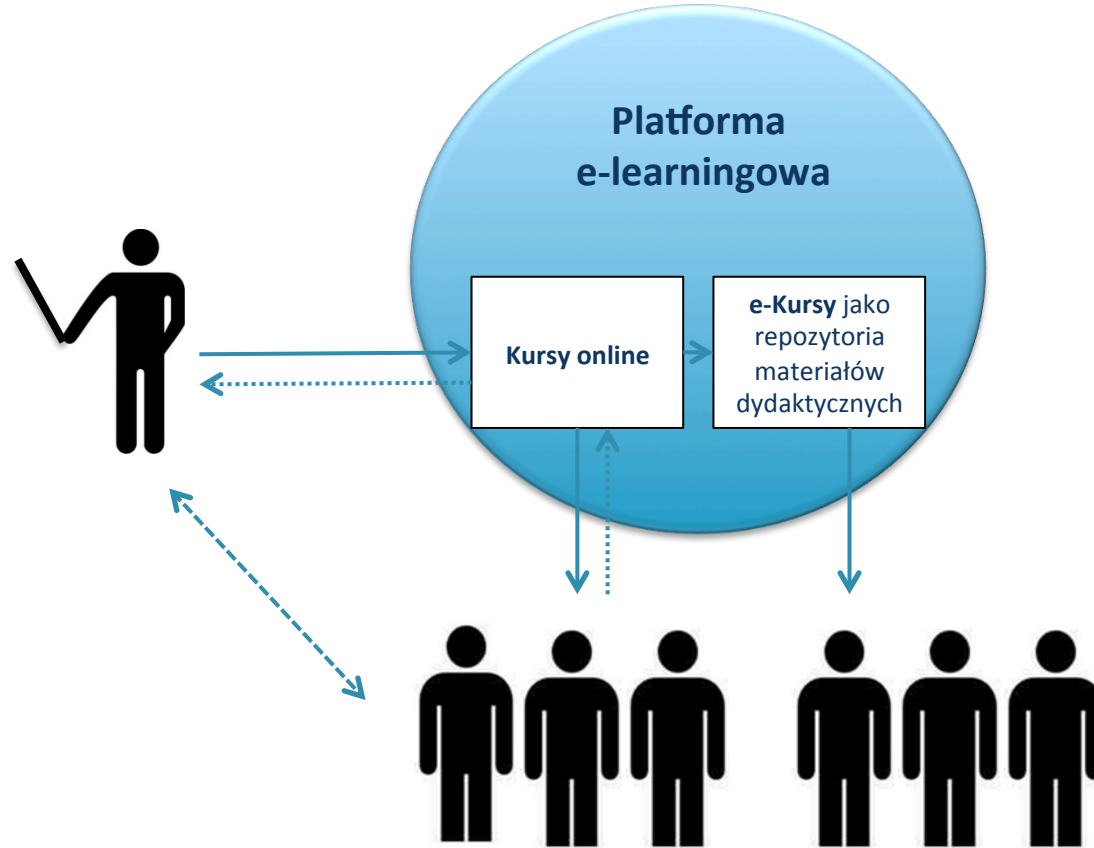 Platforma
e-learningowa
Kursy online
e-Kursy jako
repozytoria
materiałów
dydaktycznych